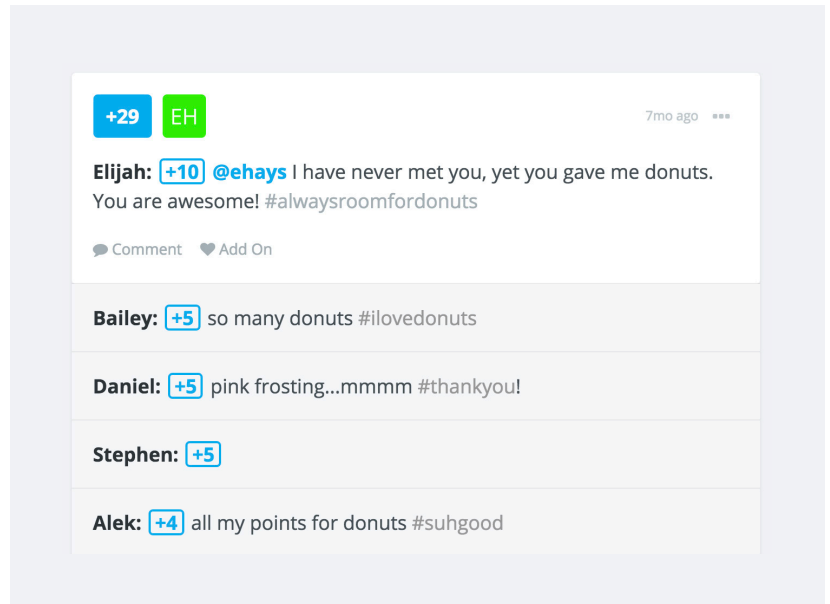 +29 EH 7mo ago
Elijah: +10 @ehays I have never met you, yet you gave me donuts.
You are awesome! #alwaysroomfordonuts
Comment Add On
Bailey: +5 so many donuts #ilovedonuts
Daniel: +5 pink frosting...mmmm #thankyou!
Stephen: +5
Alek: +4 all my points for donuts #suhgood